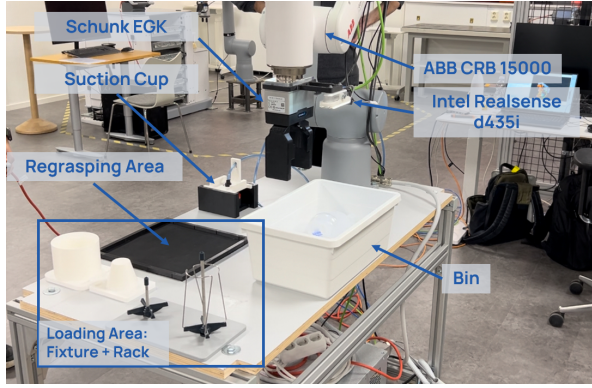 Schunk EGK
Suction Cup
Regrasping Area
ABB CRB 15000
Intel Realsense
d435i
Bin
Loading Area:
Fixture + Rack